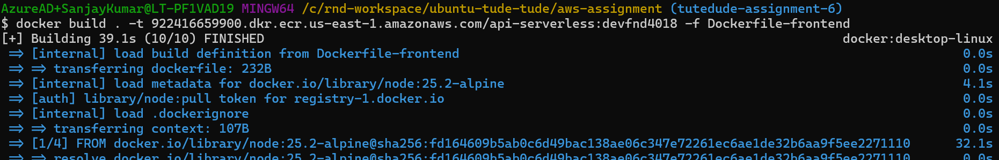 AzureAD+SanjayKumar@LT-PF1VAD19 MINGW64 /c/rnd-workspace/ubuntu-tude-tude/aws-assignment (tutedude-assignment-6)
$ docker build . -t 922416659900.dkr.ecr.us-east-1.amazonaws.com/api-serverless:devfnd4018 -f Dockerfile-frontend
[+] Building 39.1s (10/10) FINISHED docker:desktop-linux
=> [internal] load build definition from Dockerfile-frontend 0.0s
=> => transferring dockerfile: 232B 0.0s
=> [internal] load metadata for docker.io/library/node:25.2-alpine 4.1s
=> [auth] library/node:pull token for registry-1.docker.io 0.0s
=> [internal] load .dockerignore 0.0s
=> => transferring context: 107B 0.0s
=> [1/4] FROM docker.io/library/node:25.2-alpine@sha256:fd164609b5ab0c6d49bac138ae06c347e72261ec6ae1de32b6aa9f5ee2271110 32.1s
=> => resolve docker.io/library/node:25.2-alpine@sha256:fd164609b5ab0c6d49bac138ae06c347e72261ec6ae1de32b6aa9f5ee2271110 0.0s